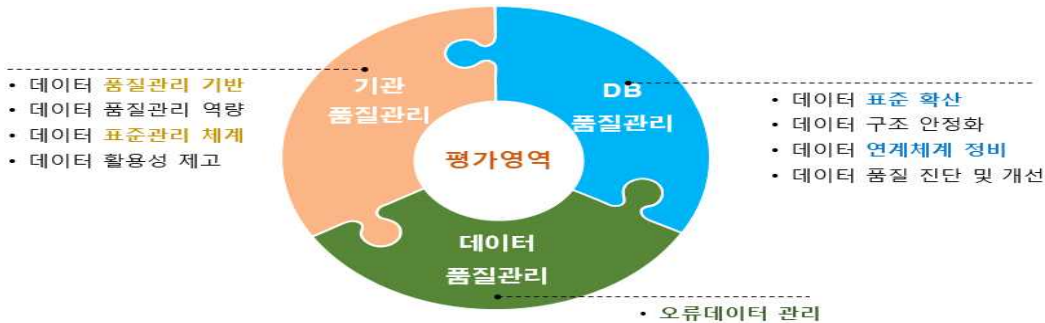 • 데이터 품질관리 기반
• 데이터 품질관리 역량
• 데이터 표준관리 체계
• 데이터 활용성 제고
기관
품질관리
DB
품질관리
평가영역
• 데이터 표준 확산
• 데이터 구조 안정화
• 데이터 연계체계 정비
• 데이터 품질 진단 및 개선
데이터
품질관리
• 오류데이터 관리